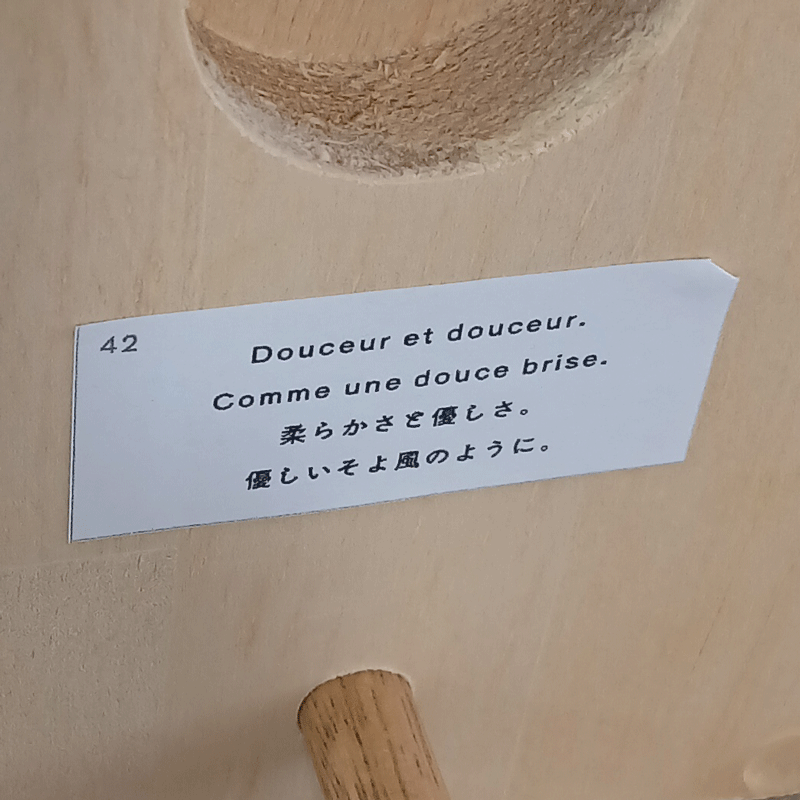 42
Douceur et douceur.
Comme une douce brise.
柔らかさと優しさ。
優しいそよ風のように。